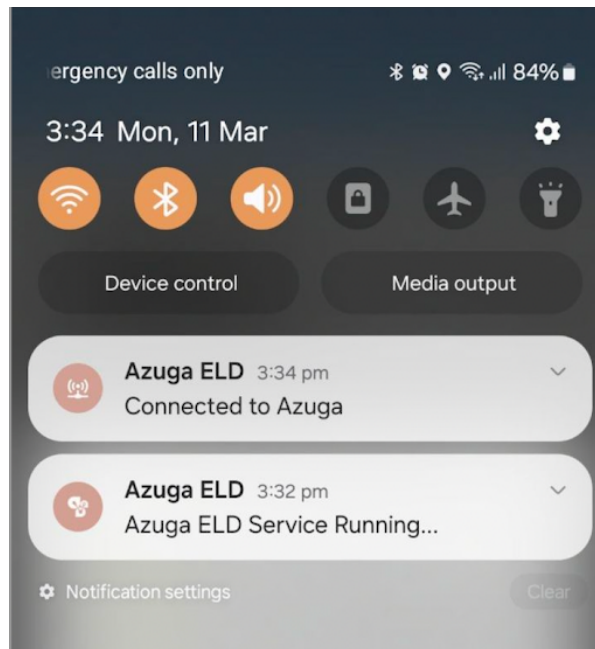 ergency calls only 84%
3:34 Mon, 11 Mar
Device control Media output
Azuga ELD 3:34 pm
Connected to Azuga
Azuga ELD 3:32 pm
Azuga ELD Service Running...
Notification settings Clear